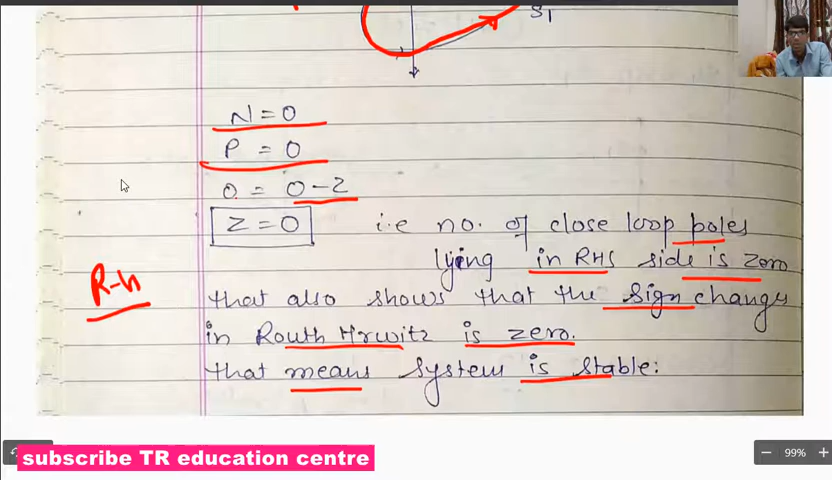 S1
N = 0
P = 0
0 = 0 - Z
Z = 0 i.e no. of close loop poles
lying in RHS side is zero
R-H
that also shows that the sign changes
in Routh Hrwitz is zero.
that means system is stable:
99%
subscribe TR education centre